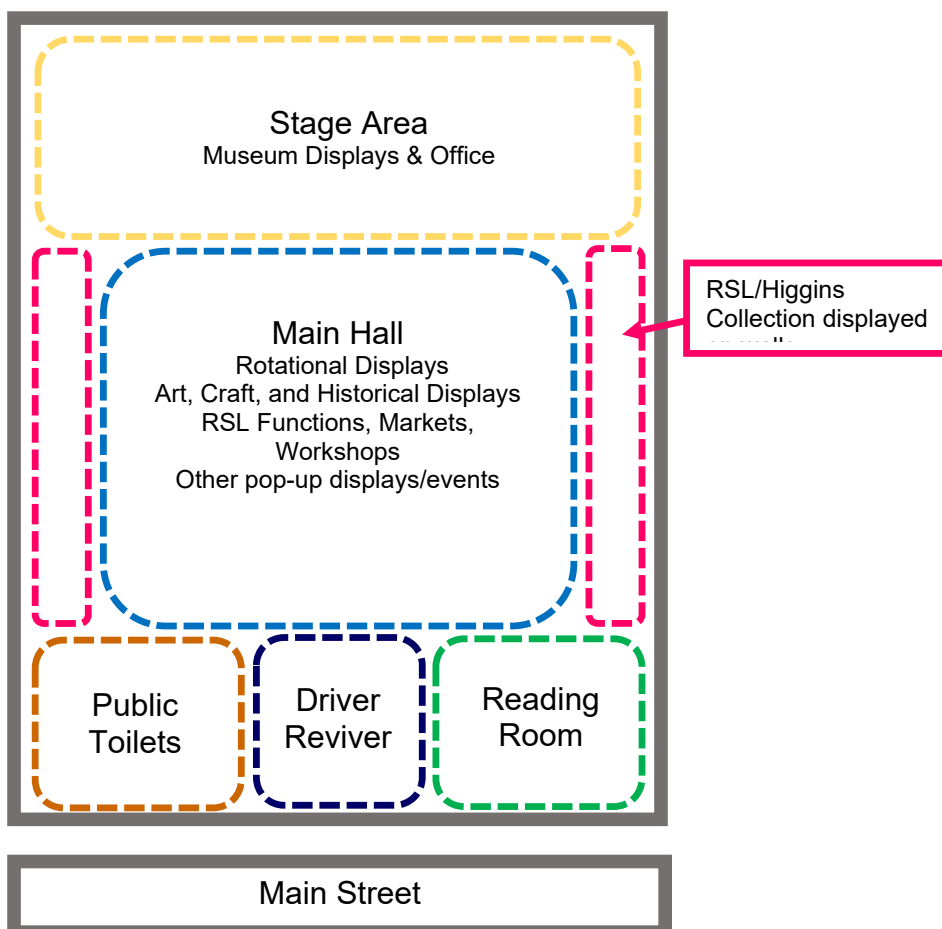 Stage Area
Museum Displays & Office
RSL/Higgins
Collection displayed
Main Hall
Rotational Displays
Art, Craft, and Historical Displays
RSL Functions, Markets,
Workshops
Other pop-up displays/events
Public
Toilets
Driver
Reviver
Reading
Room
Main Street